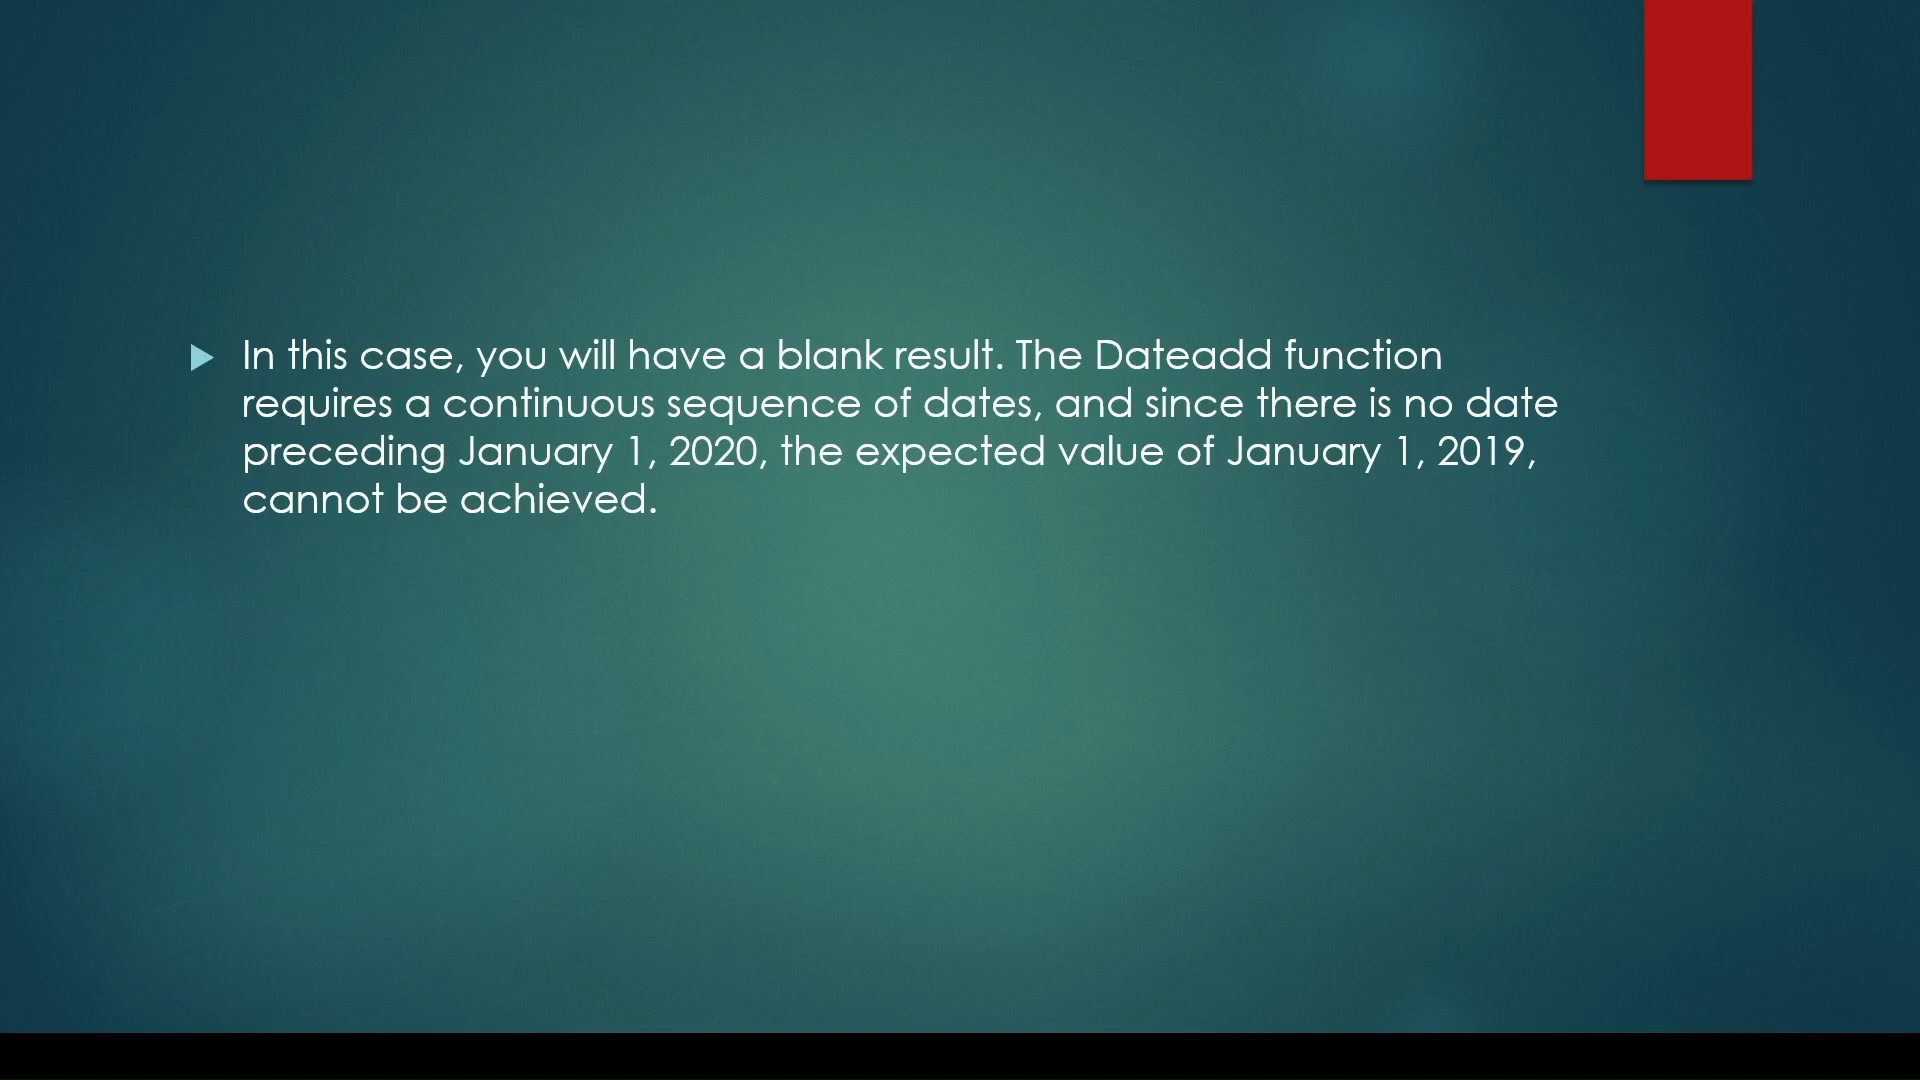 In this case, you will have a blank result. The Dateadd function
requires a continuous sequence of dates, and since there is no date
preceding January 1, 2020, the expected value of January 1, 2019,
cannot be achieved.